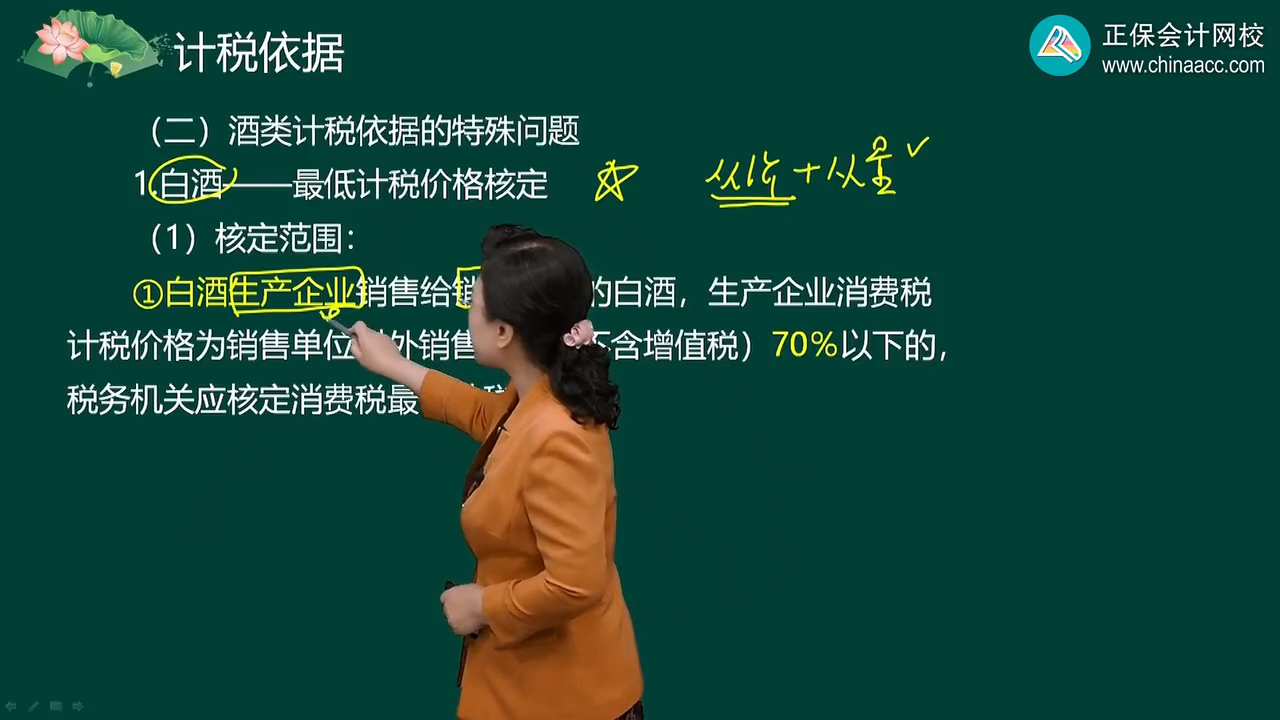 计税依据
正保会计网校
www.chinaacc.com
（二）酒类计税依据的特殊问题
1.白酒——最低计税价格核定
从价+从量
（1）核定范围：
①白酒生产企业销售给销 的白酒，生产企业消费税
计税价格为销售单位 外销售 不含增值税）70%以下的，
税务机关应核定消费税最